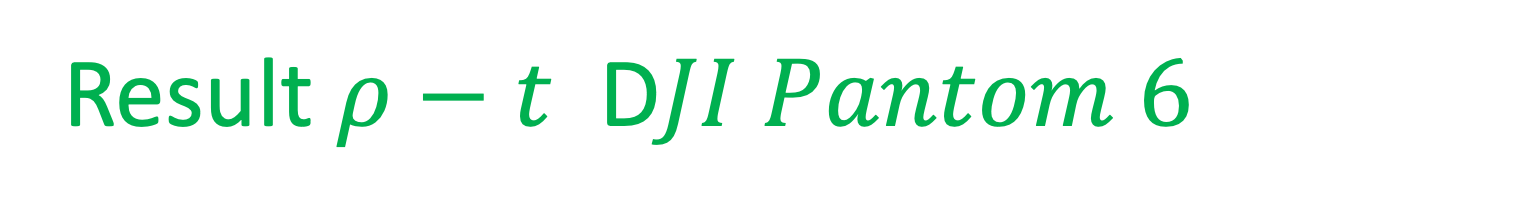 Result ρ − t DJI Pantom 6